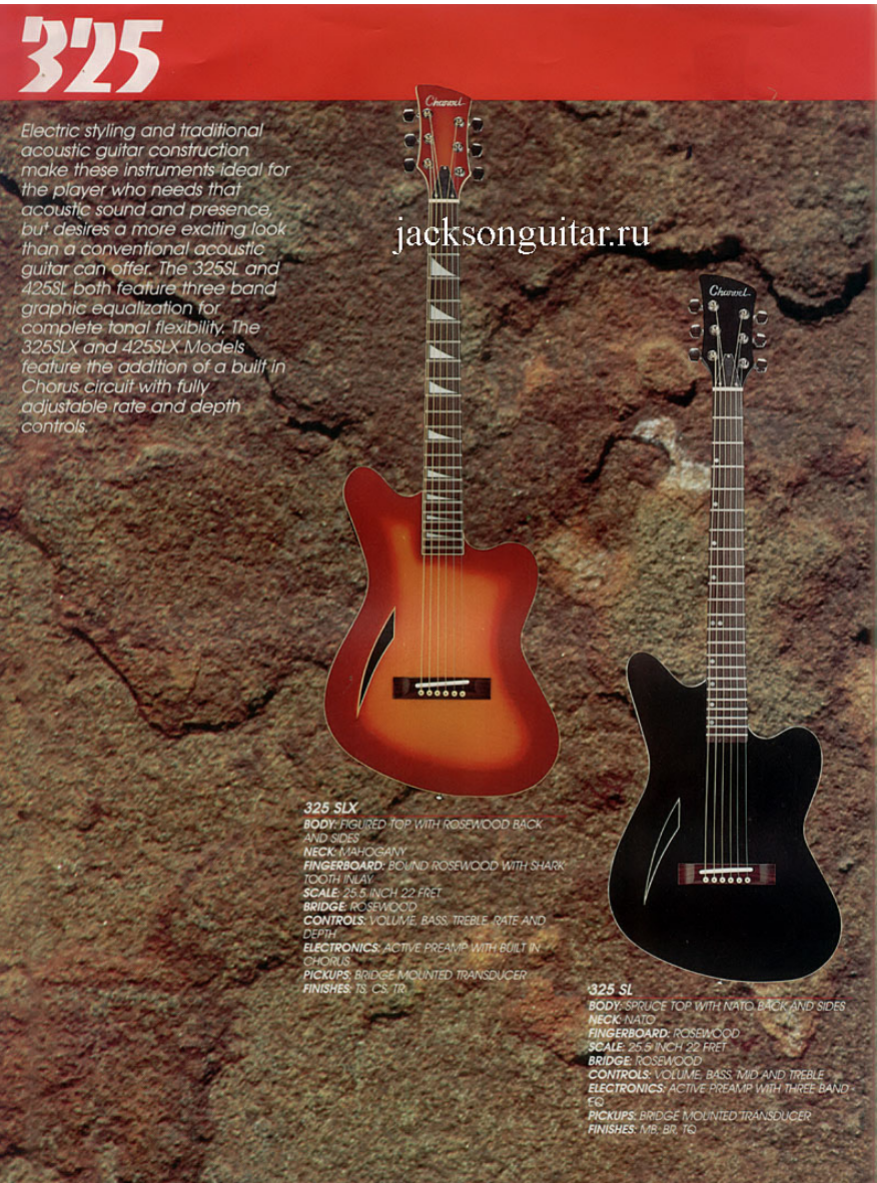 325
Electric styling and traditional
acoustic guitar construction
make these instruments ideal for
the player who needs that
acoustic sound and presence,
but desires a more exciting look
than a conventional acoustic
guitar can offer. The 325SL and
425SL both feature three band
graphic equalization for
complete tonal flexibility. The
325SLX and 425SLX Models
feature the addition of a built in
Chorus circuit with fully
adjustable rate and depth
controls.
Charvel
jacksonguitar.ru
Charvel
325 SLX
BODY: FIGURED TOP WITH ROSEWOOD BACK
AND SIDES
NECK: MAHOGANY
FINGERBOARD: BOUND ROSEWOOD WITH SHARK
TOOTH INLAY
SCALE: 25.5 INCH 22 FRET
BRIDGE: ROSEWOOD
CONTROLS: VOLUME, BASS, TREBLE, RATE AND
DEPTH
ELECTRONICS: ACTIVE PREAMP WITH BUILT IN
CHORUS
PICKUPS: BRIDGE MOUNTED TRANSDUCER
FINISHES: TS, CS, TR
325 SL
BODY: SPRUCE TOP WITH NATO BACK AND SIDES
NECK: NATO
FINGERBOARD: ROSEWOOD
SCALE: 25.5 INCH 22 FRET
BRIDGE: ROSEWOOD
CONTROLS: VOLUME, BASS, MID AND TREBLE
ELECTRONICS: ACTIVE PREAMP WITH THREE BAND
EQ
PICKUPS: BRIDGE MOUNTED TRANSDUCER
FINISHES: MB, BR, TQ